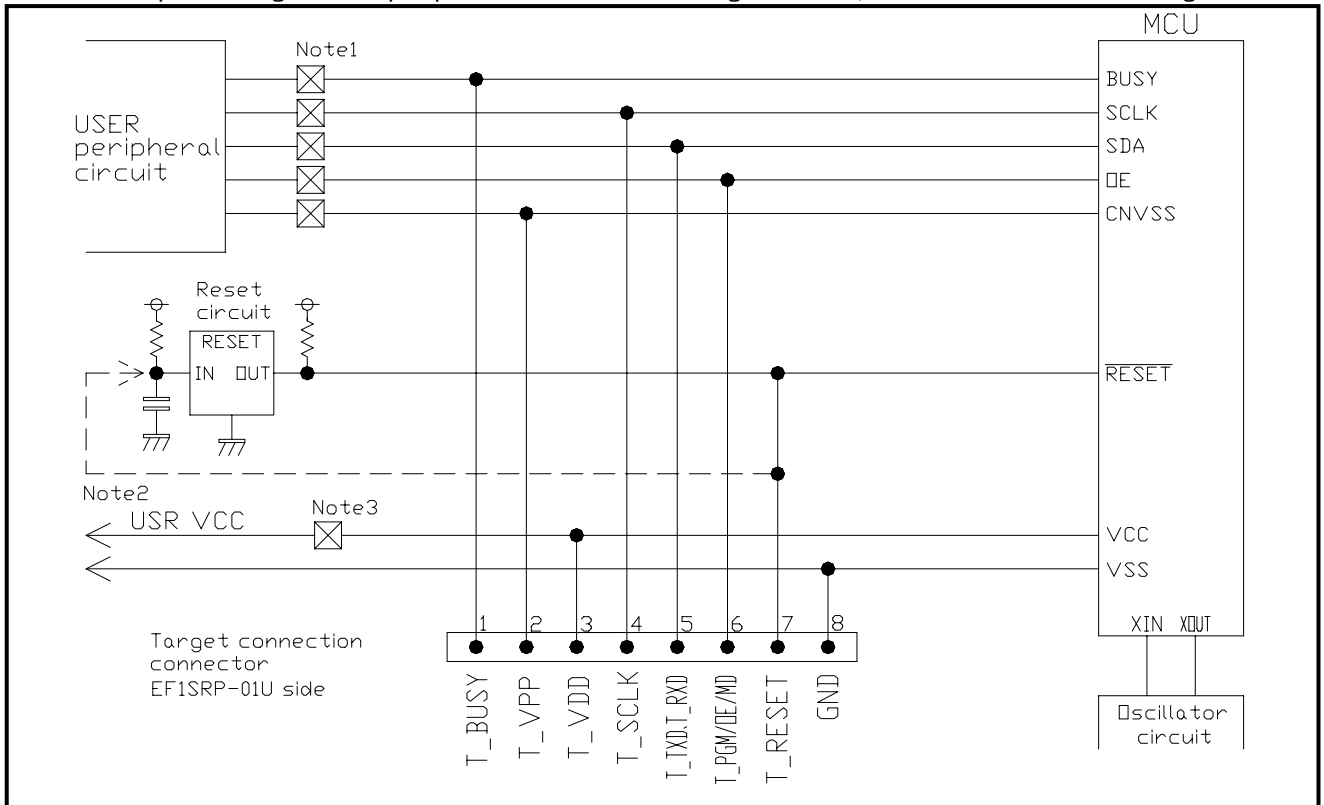 MCU
Note1
USER
peripheral
circuit
BUSY
SCLK
SDA
OE
CNVSS
Reset
circuit
RESET
IN OUT
RESET
Note2
USR VCC
Note3
VCC
VSS
1 2 3 4 5 6 7 8
XIN XOUT
Target connection
connector
EF1SRP-01U side
T_BUSY
T_VPP
T_VDD
T_SCLK
T_TXD.T_RXD
T_PGM/OE/MD
T_RESET
GND
Oscillator
circuit